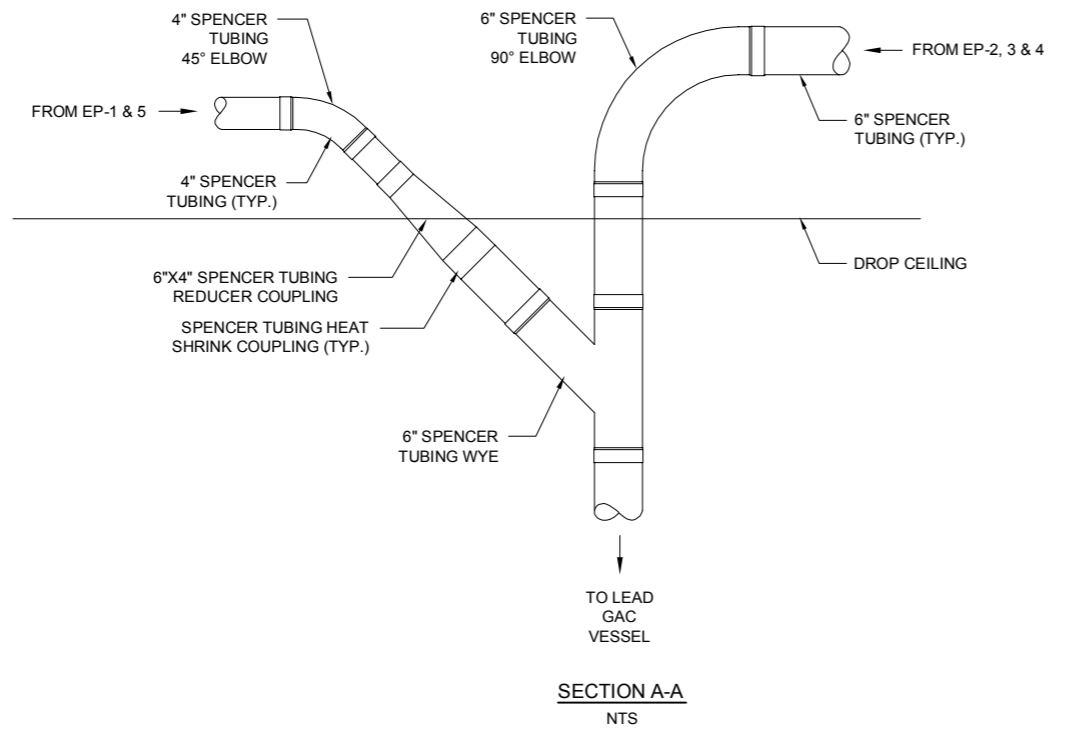 4" SPENCER
TUBING
45° ELBOW
6" SPENCER
TUBING
90° ELBOW
FROM EP-2, 3 & 4
FROM EP-1 & 5
6" SPENCER
TUBING (TYP.)
4" SPENCER
TUBING (TYP.)
DROP CEILING
6"X4" SPENCER TUBING
REDUCER COUPLING
SPENCER TUBING HEAT
SHRINK COUPLING (TYP.)
6" SPENCER
TUBING WYE
TO LEAD
GAC
VESSEL
SECTION A-A
NTS